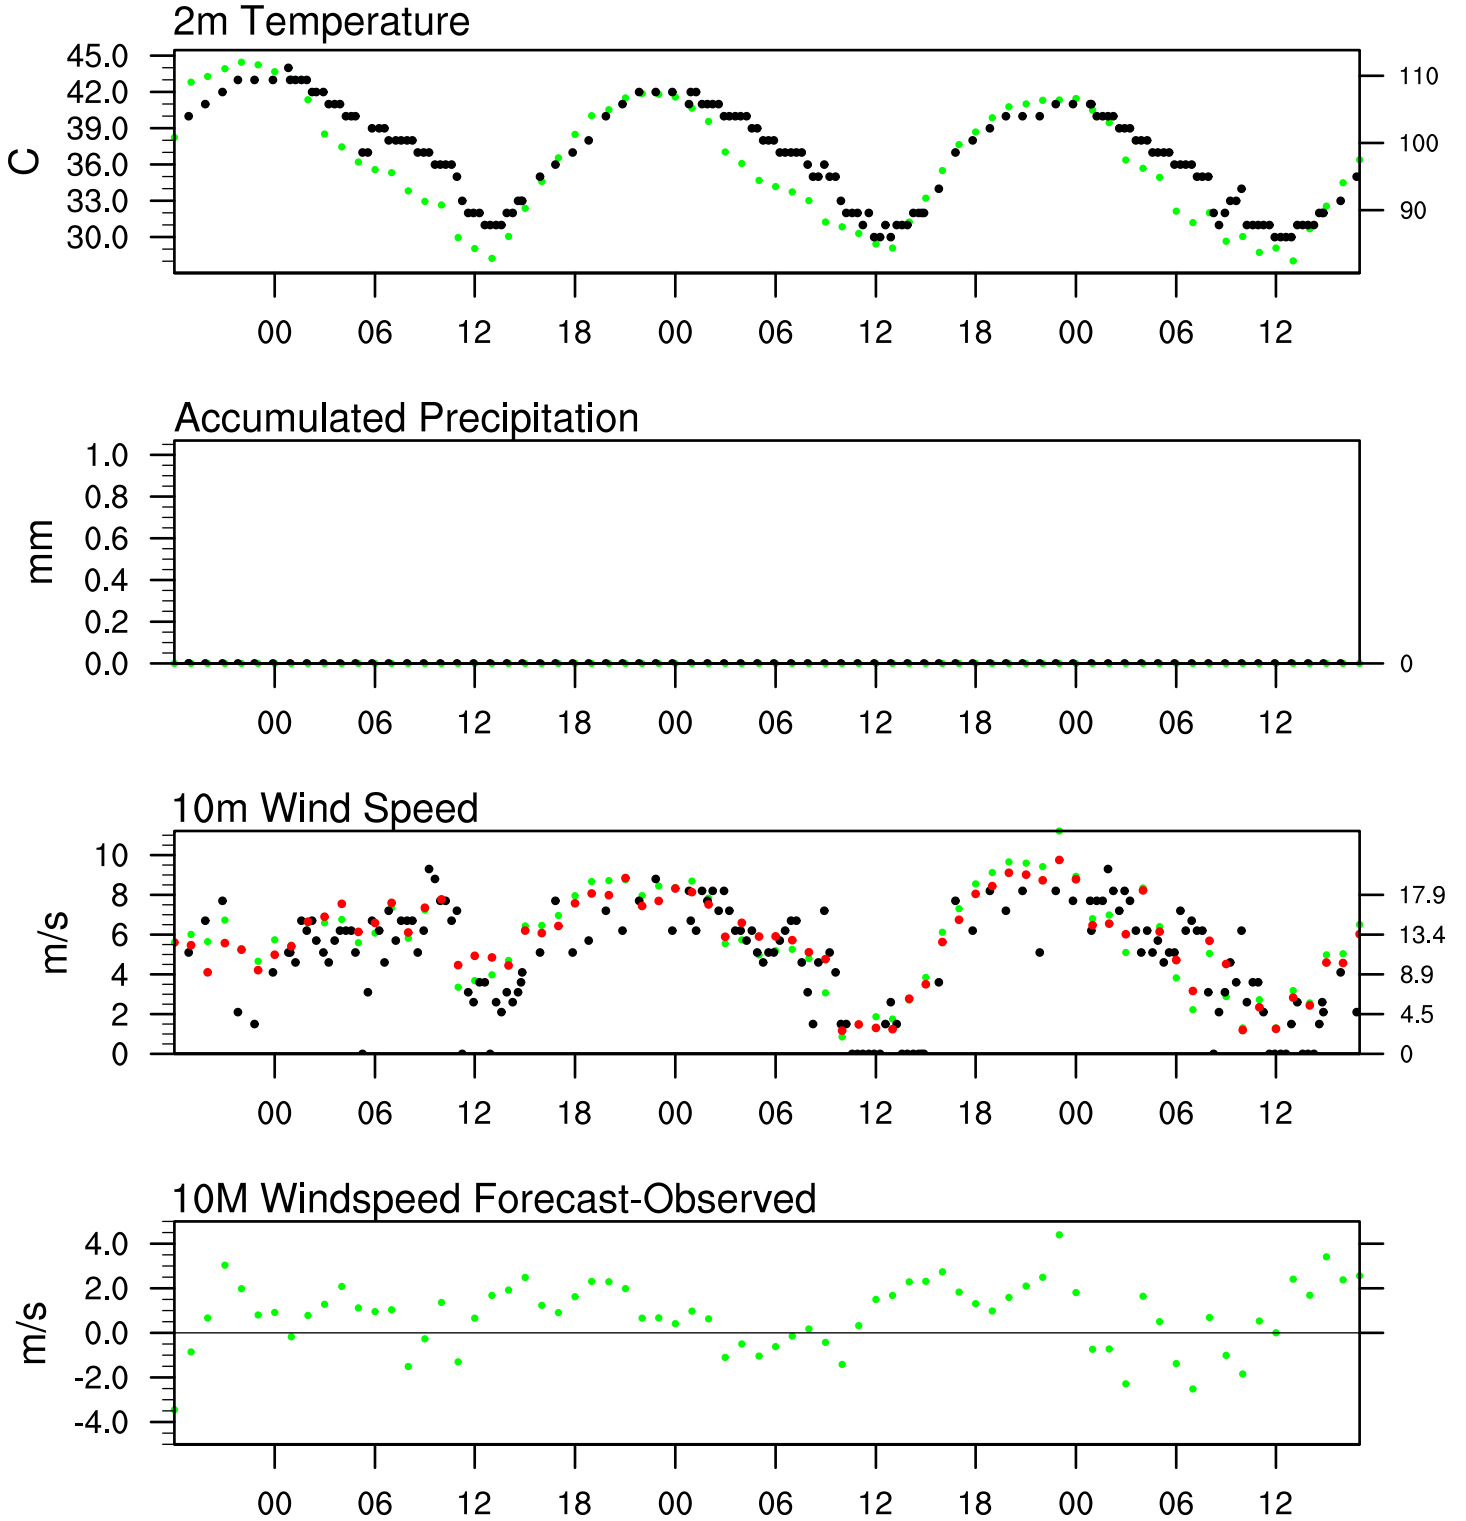 2m Temperature
45.0
42.0
39.0
36.0
33.0
30.0
C
110
100
90
00 06 12 18 00 06 12 18 00 06 12
Accumulated Precipitation
1.0
0.8
0.6
0.4
0.2
0.0
mm
0
00 06 12 18 00 06 12 18 00 06 12
10m Wind Speed
10
8
6
4
2
0
m/s
17.9
13.4
8.9
4.5
0
00 06 12 18 00 06 12 18 00 06 12
10M Windspeed Forecast-Observed
4.0
2.0
0.0
-2.0
-4.0
m/s
00 06 12 18 00 06 12 18 00 06 12